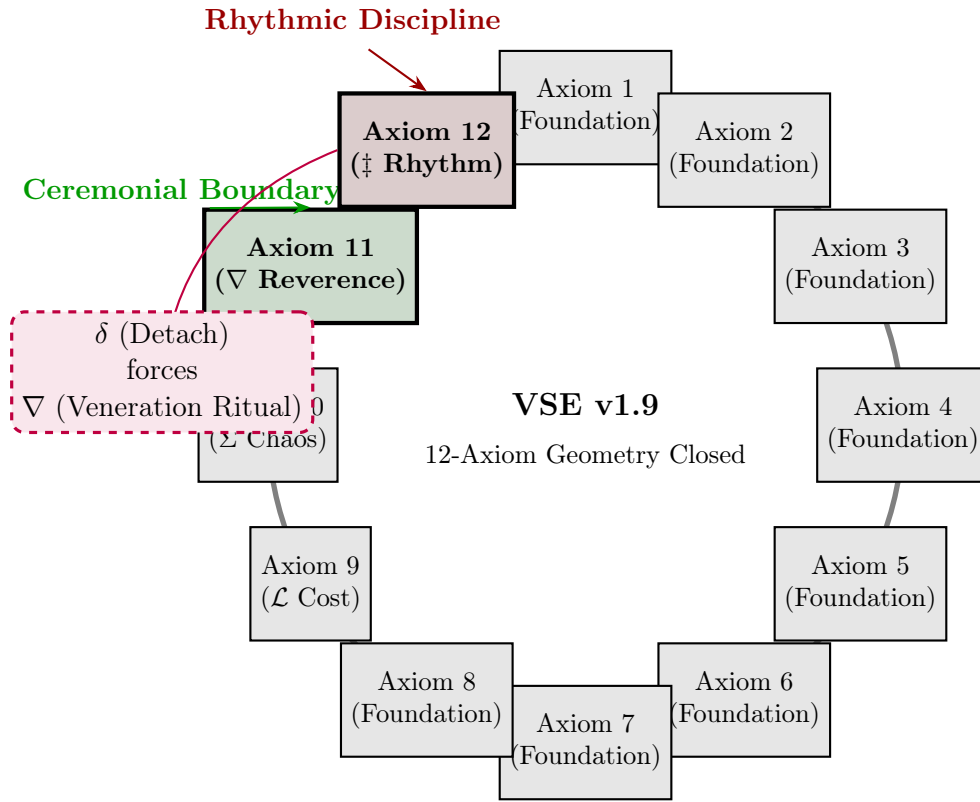 Rhythmic Discipline
Axiom 1
(Foundation)
Axiom 12
(‡ Rhythm)
Axiom 2
(Foundation)
Ceremonial Boundary
Axiom 11
(∇ Reverence)
Axiom 3
(Foundation)
δ (Detach)
forces
∇ (Veneration Ritual)
0
(Σ Chaos)
VSE v1.9
12-Axiom Geometry Closed
Axiom 4
(Foundation)
Axiom 9
(ℒ Cost)
Axiom 5
(Foundation)
Axiom 8
(Foundation)
Axiom 7
(Foundation)
Axiom 6
(Foundation)